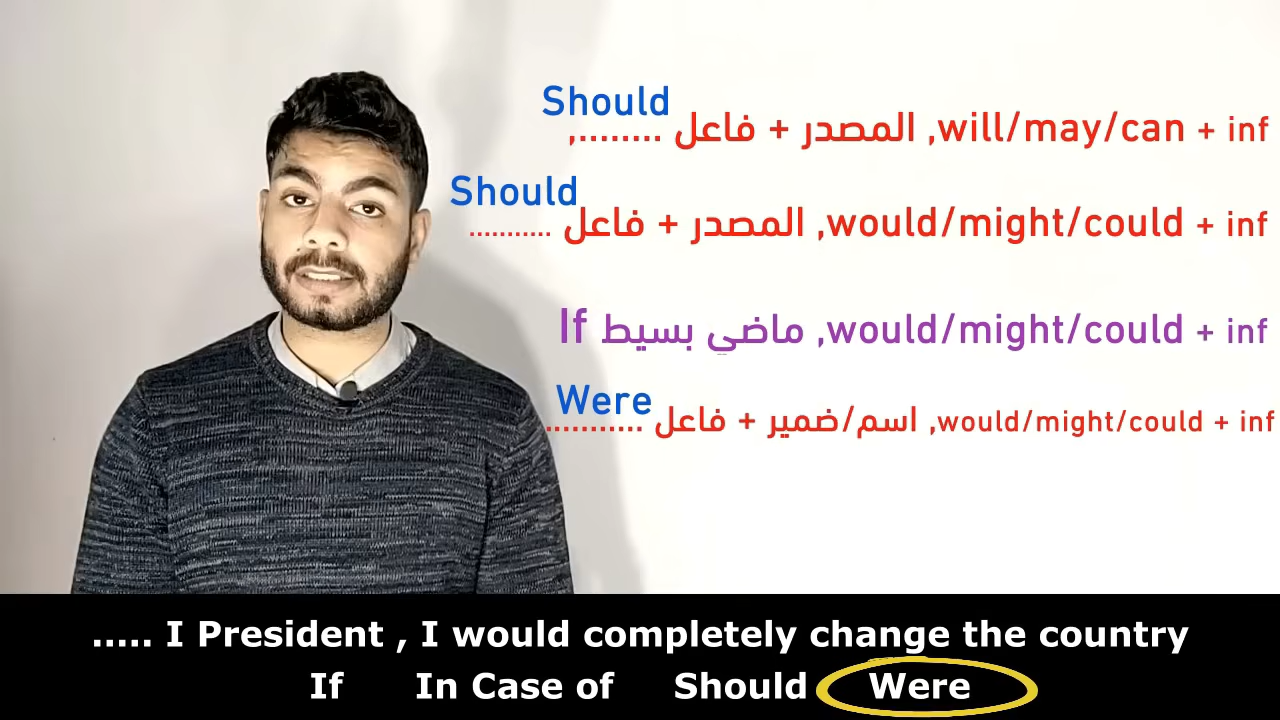 Should
........, فاعل + المصدر ,will/may/can + inf
Should
........... فاعل + المصدر ,would/might/could + inf
If ماضي بسيط ,would/might/could + inf
Were
........... فاعل + اسم/ضمير ,would/might/could + inf
..... I President , I would completely change the country
If In Case of Should Were